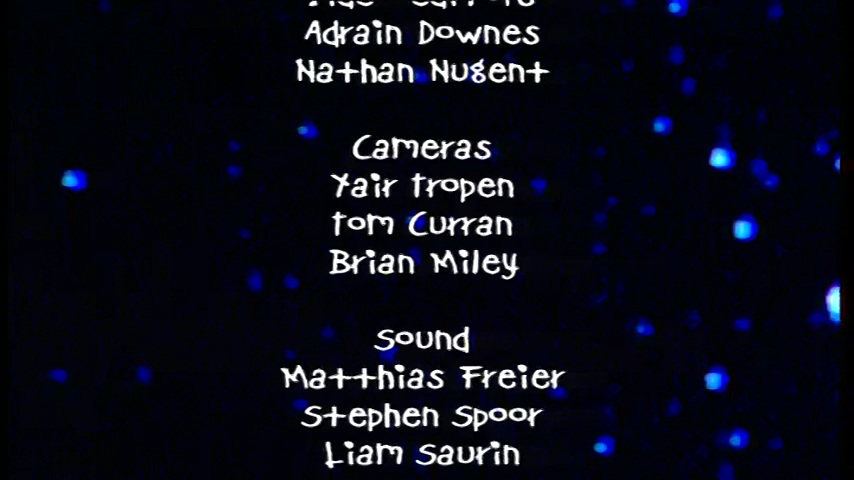 Adrain Downes
Nathan Nugent
Cameras
Yair Tropen
Tom Curran
Brian Miley
Sound
Matthias Freier
Stephen Spoor
Liam Saurin